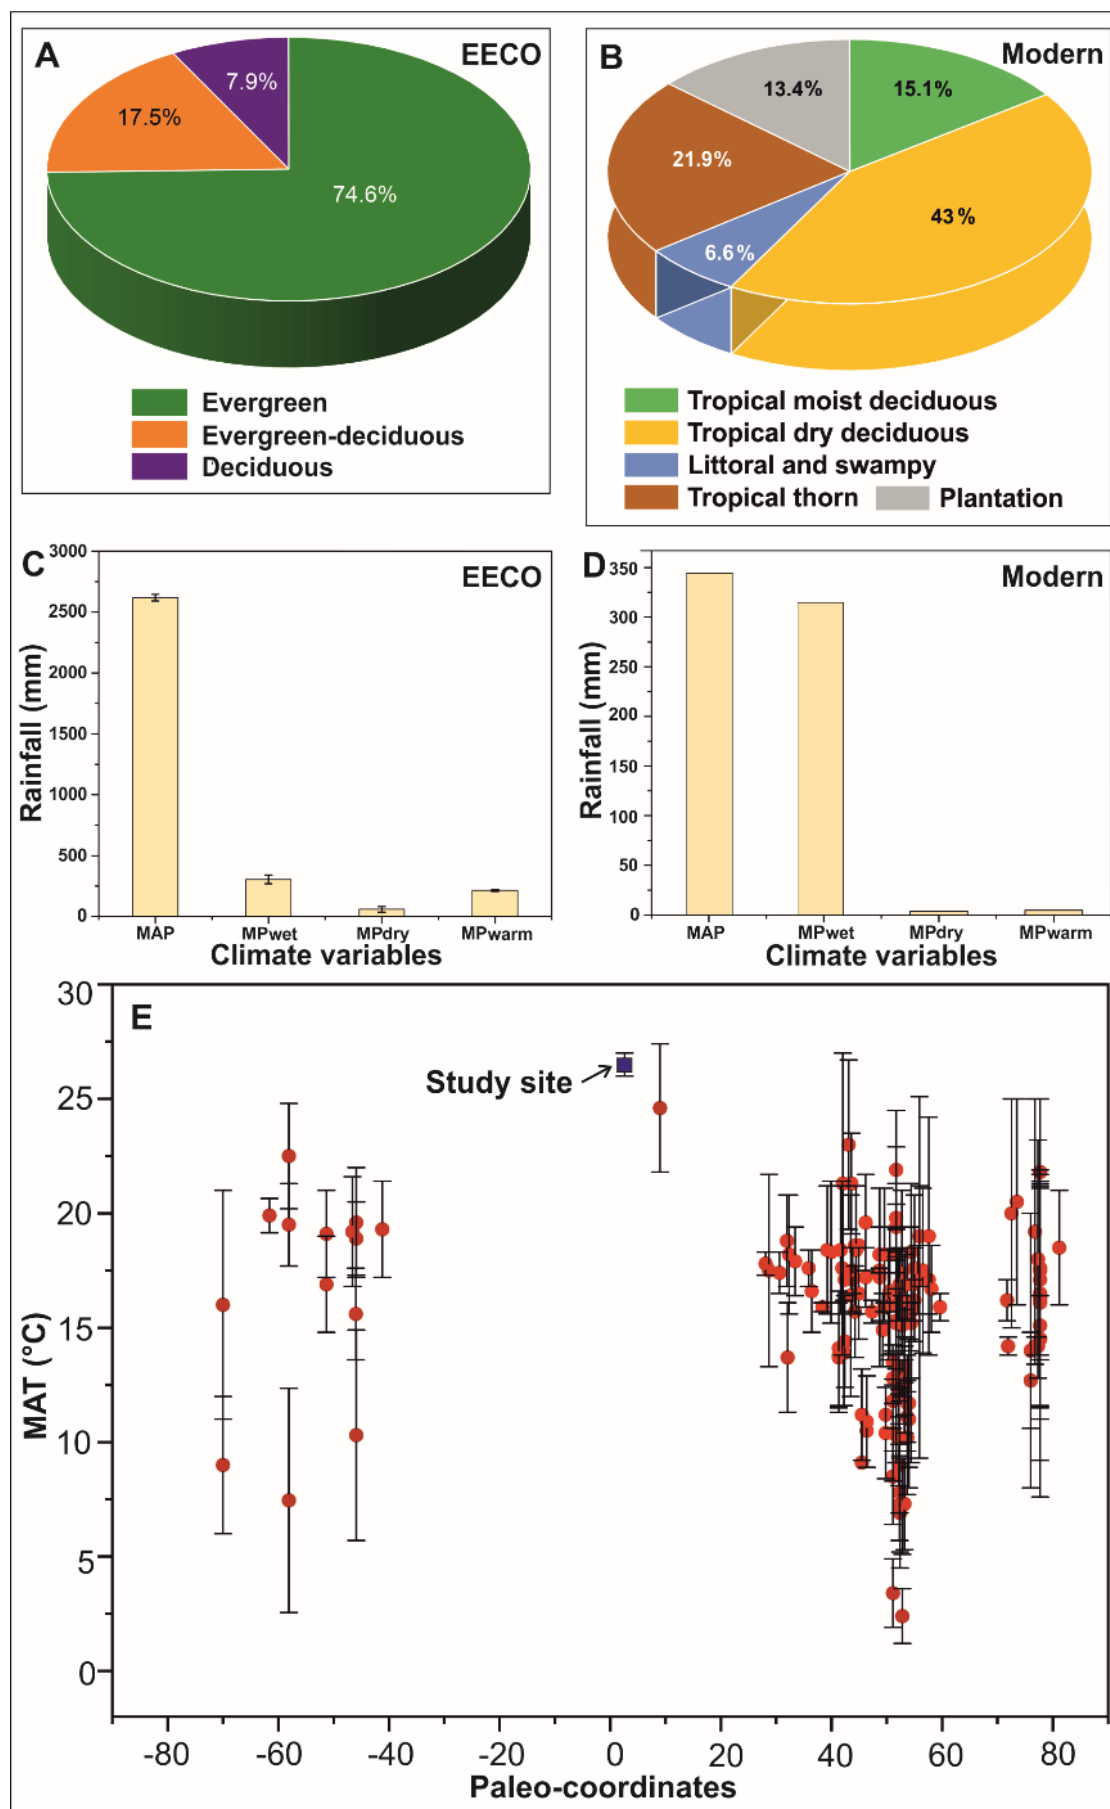 A
EECO
7.9%
17.5%
74.6%
Evergreen
Evergreen-deciduous
Deciduous
B
Modern
13.4%
15.1%
21.9%
43%
6.6%
Tropical moist deciduous
Tropical dry deciduous
Littoral and swampy
Tropical thorn
Plantation
C
EECO
Rainfall (mm)
3000
2500
2000
1500
1000
500
0
MAP
MPwet
MPdry
MPwarm
Climate variables
D
Modern
Rainfall (mm)
350
300
250
200
150
100
50
0
MAP
MPwet
MPdry
MPwarm
Climate variables
E
Study site
MAT (°C)
30
25
20
15
10
5
0
-80
-60
-40
-20
0
20
40
60
80
Paleo-coordinates